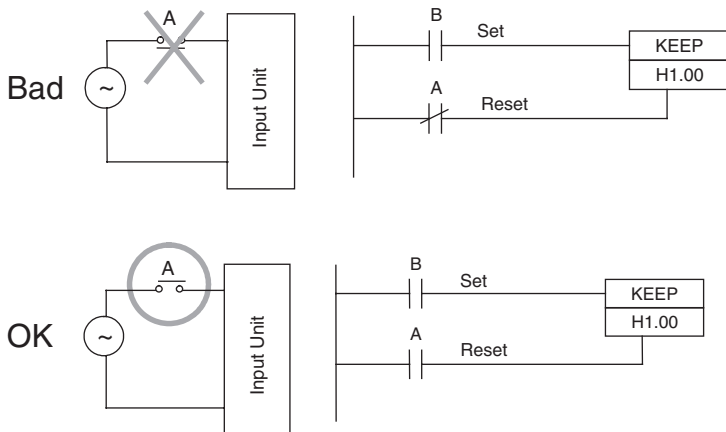 A
Bad
~
Input Unit
B
Set
KEEP
H1.00
A
Reset
A
OK
~
Input Unit
B
Set
KEEP
H1.00
A
Reset